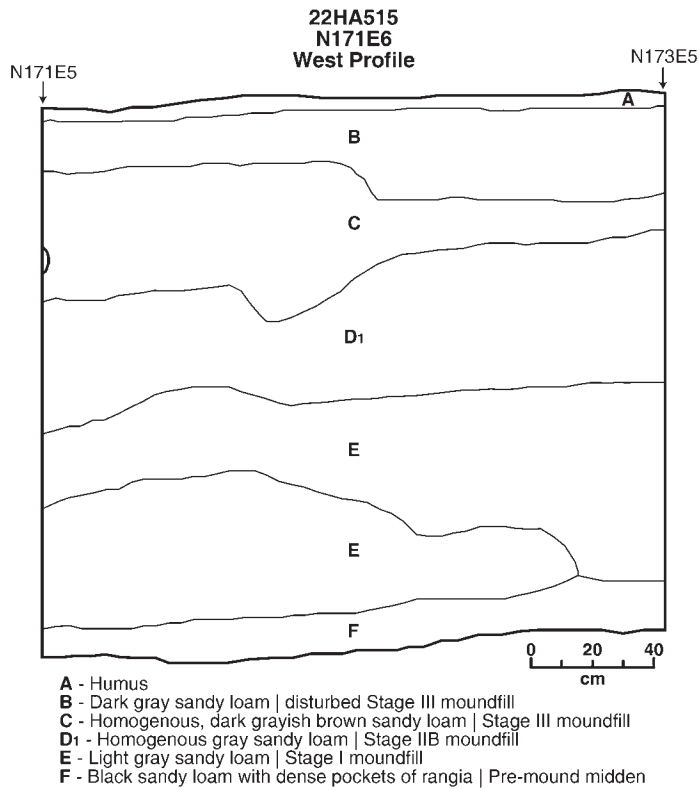 22HA515
N171E6
West Profile
N171E5
N173E5
A
B
C
D1
E
E
F
0 20 40
cm
A - Humus
B - Dark gray sandy loam | disturbed Stage III moundfill
C - Homogenous, dark grayish brown sandy loam | Stage III moundfill
D1 - Homogenous gray sandy loam | Stage IIB moundfill
E - Light gray sandy loam | Stage I moundfill
F - Black sandy loam with dense pockets of rangia | Pre-mound midden